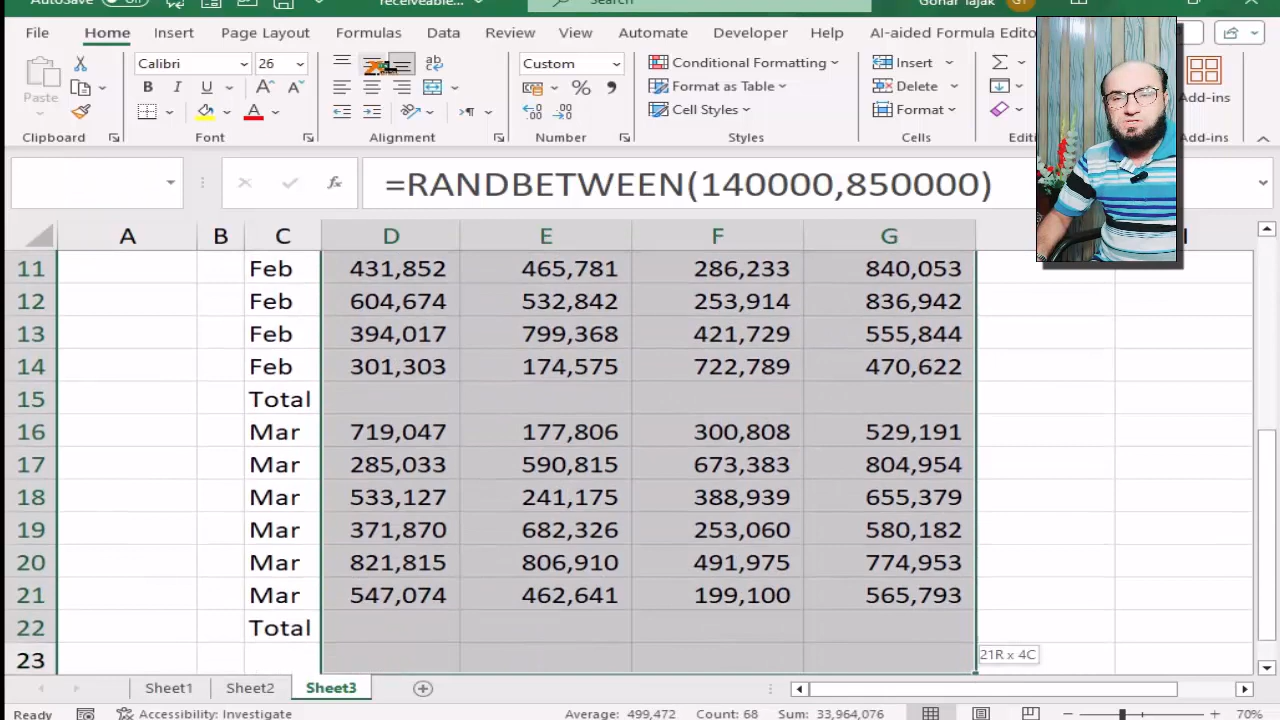 AutoSave Off receiveable... Search Gohar Tajak GT
File Home Insert Page Layout Formulas Data Review View Automate Developer Help AI-aided Formula Edito
Calibri 26 Custom Conditional Formatting Insert
Paste B I U Format as Table Delete Add-ins
A A % Cell Styles Format
Clipboard Font Alignment Number Styles Cells Editi Add-ins
fx =RANDBETWEEN(140000,850000)
A B C D E F G
11 Feb 431,852 465,781 286,233 840,053
12 Feb 604,674 532,842 253,914 836,942
13 Feb 394,017 799,368 421,729 555,844
14 Feb 301,303 174,575 722,789 470,622
15 Total
16 Mar 719,047 177,806 300,808 529,191
17 Mar 285,033 590,815 673,383 804,954
18 Mar 533,127 241,175 388,939 655,379
19 Mar 371,870 682,326 253,060 580,182
20 Mar 821,815 806,910 491,975 774,953
21 Mar 547,074 462,641 199,100 565,793
22 Total
23 21R x 4C
Sheet1 Sheet2 Sheet3
Ready Accessibility: Investigate Average: 499,472 Count: 68 Sum: 33,964,076 70%